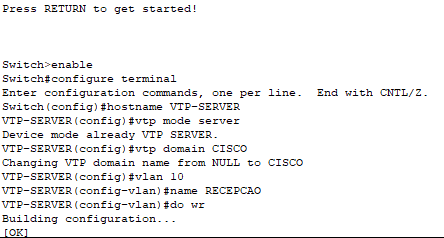 Press RETURN to get started!
Switch>enable
Switch#configure terminal
Enter configuration commands, one per line.  End with CNTL/Z.
Switch(config)#hostname VTP-SERVER
VTP-SERVER(config)#vtp mode server
Device mode already VTP SERVER.
VTP-SERVER(config)#vtp domain CISCO
Changing VTP domain name from NULL to CISCO
VTP-SERVER(config)#vlan 10
VTP-SERVER(config-vlan)#name RECEPCAO
VTP-SERVER(config-vlan)#do wr
Building configuration...
[OK]